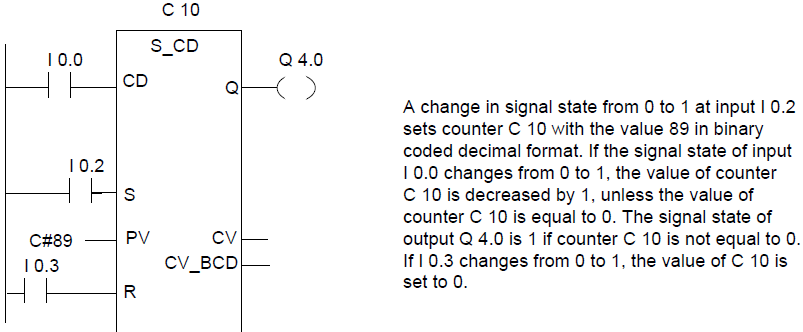 C 10
S_CD
I 0.0
Q 4.0
CD
Q
I 0.2
S
C#89
PV
CV
I 0.3
CV_BCD
R
A change in signal state from 0 to 1 at input I 0.2
sets counter C 10 with the value 89 in binary
coded decimal format. If the signal state of input
I 0.0 changes from 0 to 1, the value of counter
C 10 is decreased by 1, unless the value of
counter C 10 is equal to 0. The signal state of
output Q 4.0 is 1 if counter C 10 is not equal to 0.
If I 0.3 changes from 0 to 1, the value of C 10 is
set to 0.